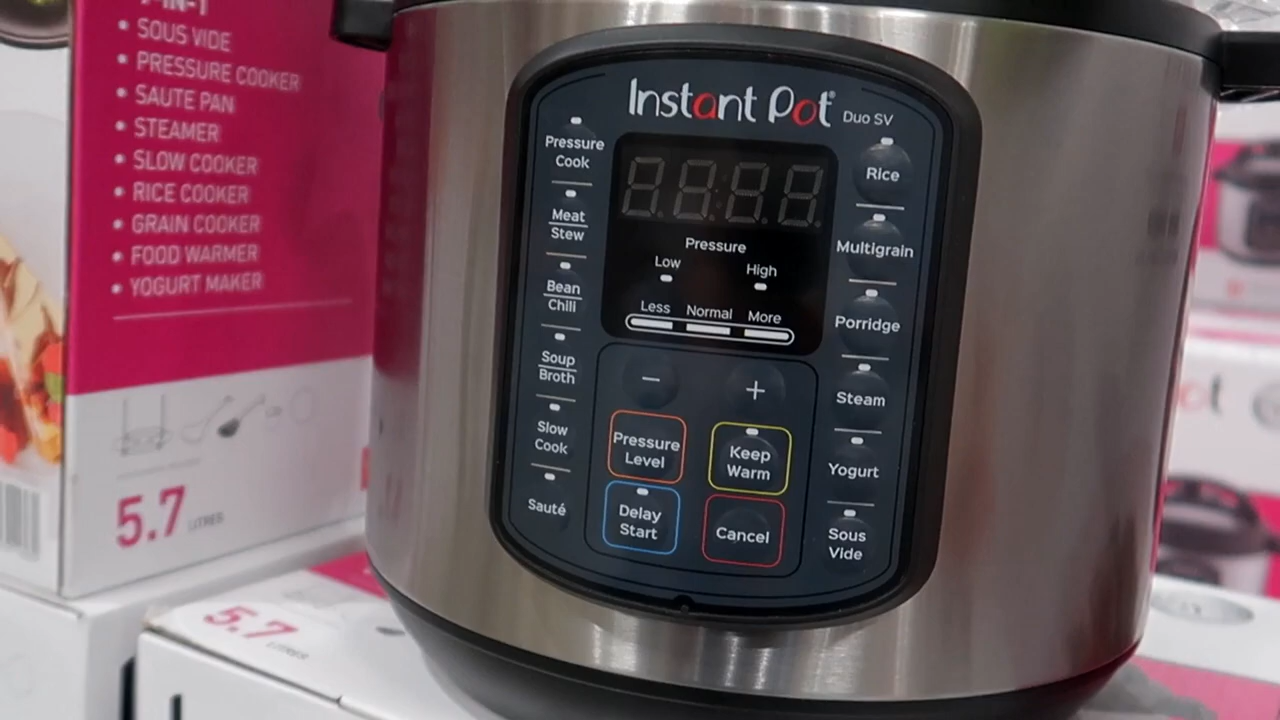 • SOUS VIDE
• PRESSURE COOKER
• SAUTE PAN
• STEAMER
• SLOW COOKER
• RICE COOKER
• GRAIN COOKER
• FOOD WARMER
• YOGURT MAKER
5.7 LITRES
5.7 LITRES
Instant Pot® Duo SV
Pressure
Cook
Meat
Stew
Bean
Chili
Soup
Broth
Slow
Cook
Sauté
Pressure
Low High
Less Normal More
− +
Pressure
Level
Keep
Warm
Delay
Start
Cancel
Rice
Multigrain
Porridge
Steam
Yogurt
Sous
Vide